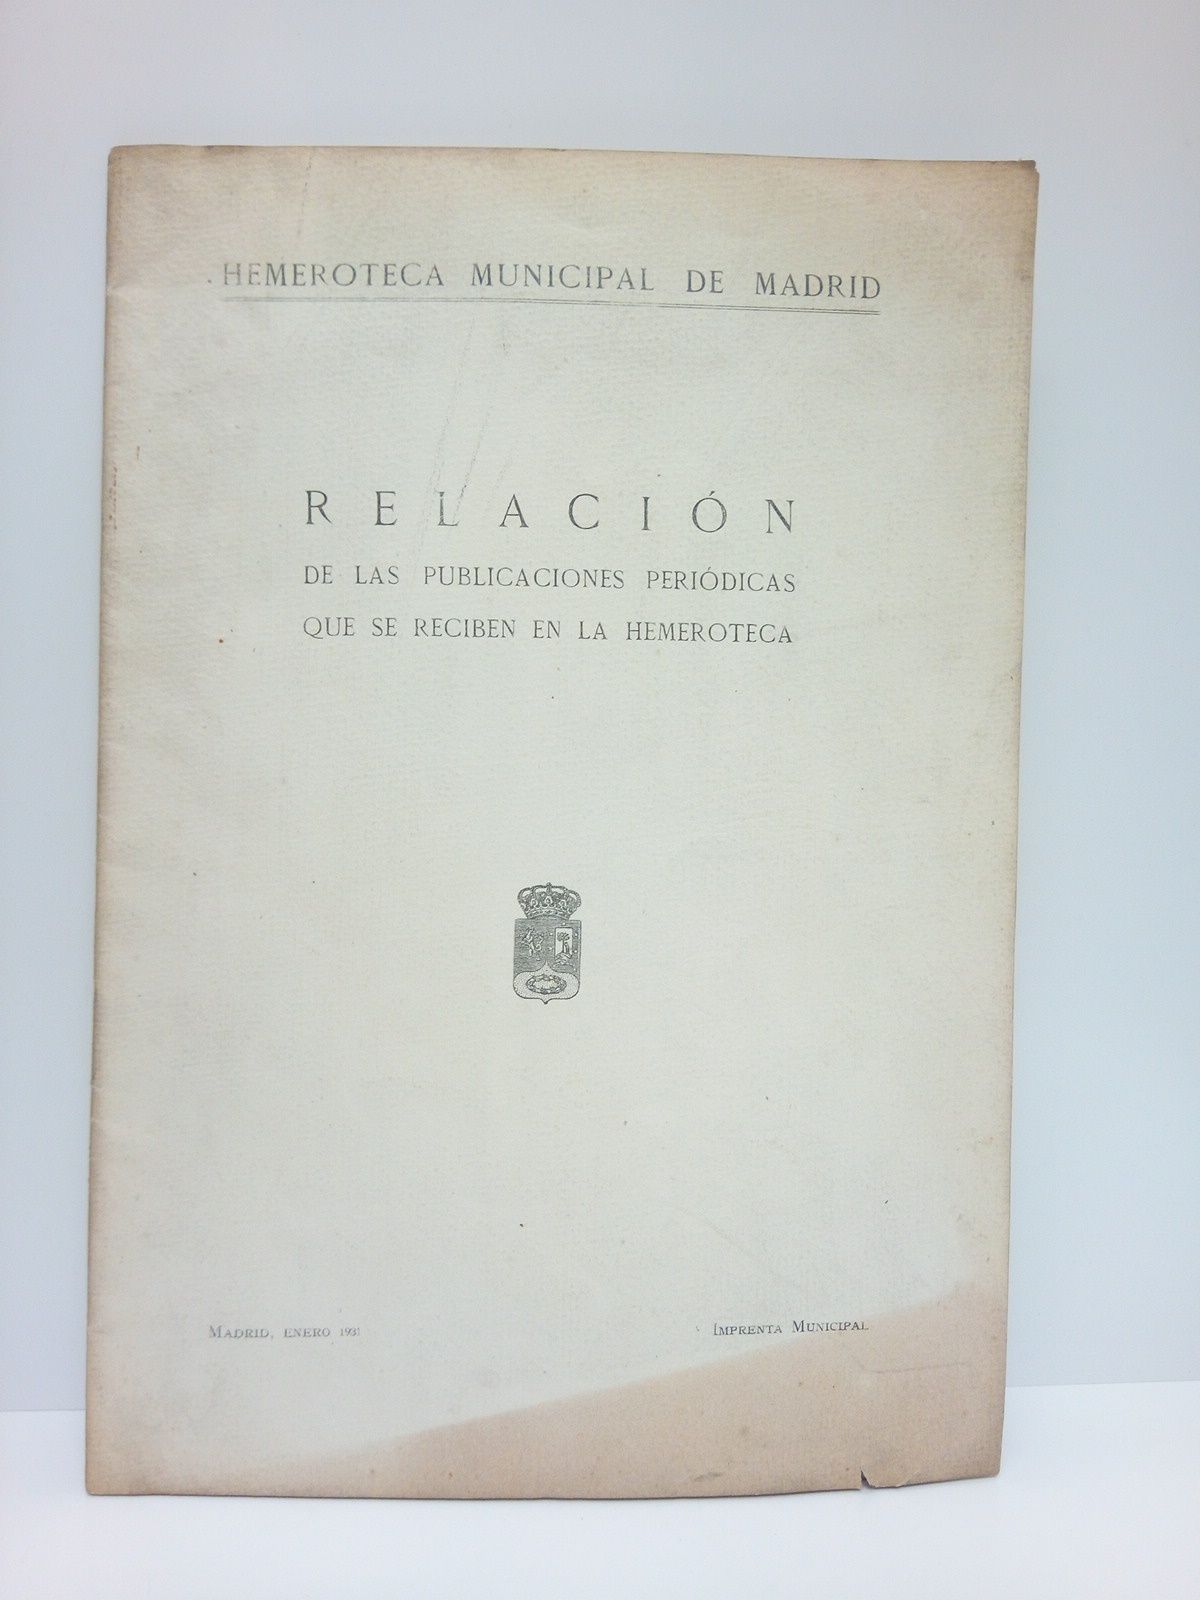 HEMEROTECA MUNICIPAL DE MADRID
RELACIÓN
DE LAS PUBLICACIONES PERIÓDICAS
QUE SE RECIBEN EN LA HEMEROTECA
MADRID, ENERO 1931
IMPRENTA MUNICIPAL